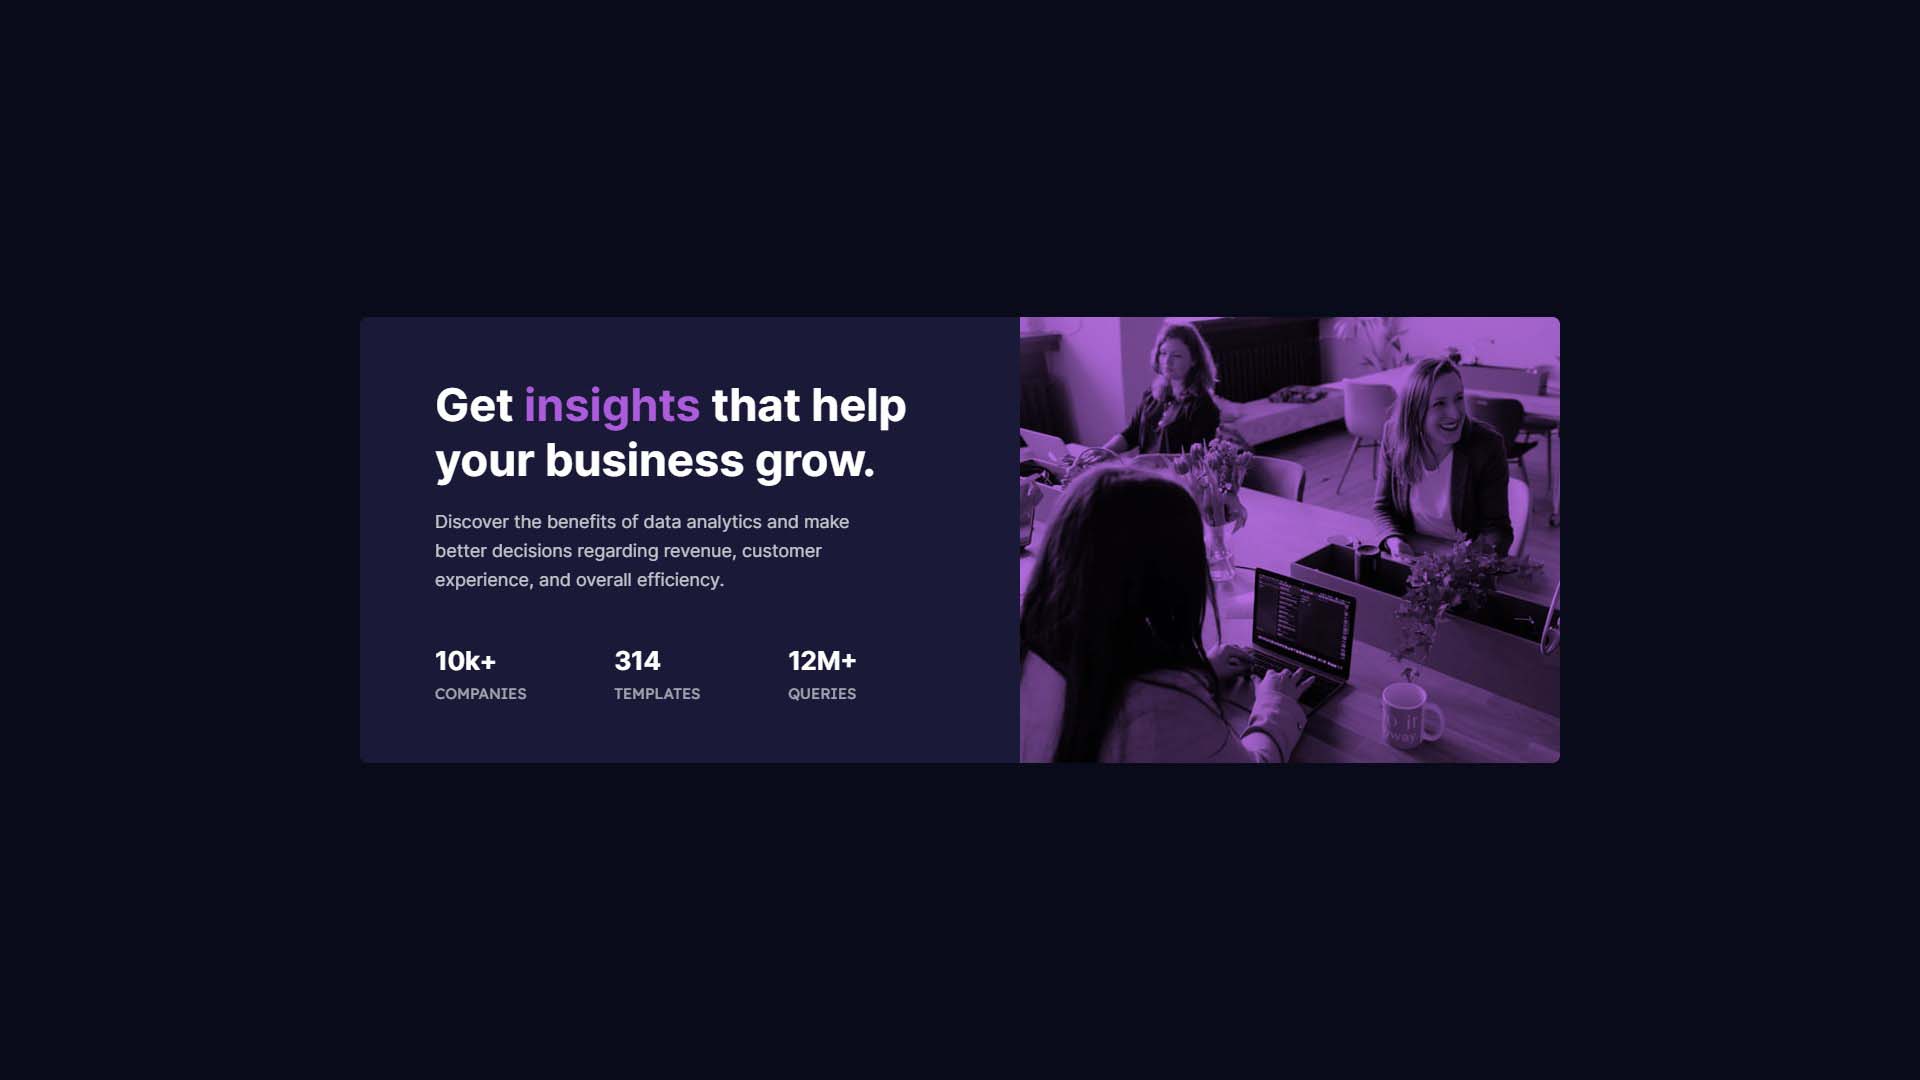 Get insights that help
your business grow.
Discover the benefits of data analytics and make
better decisions regarding revenue, customer
experience, and overall efficiency.
10k+ 314 12M+
COMPANIES TEMPLATES QUERIES